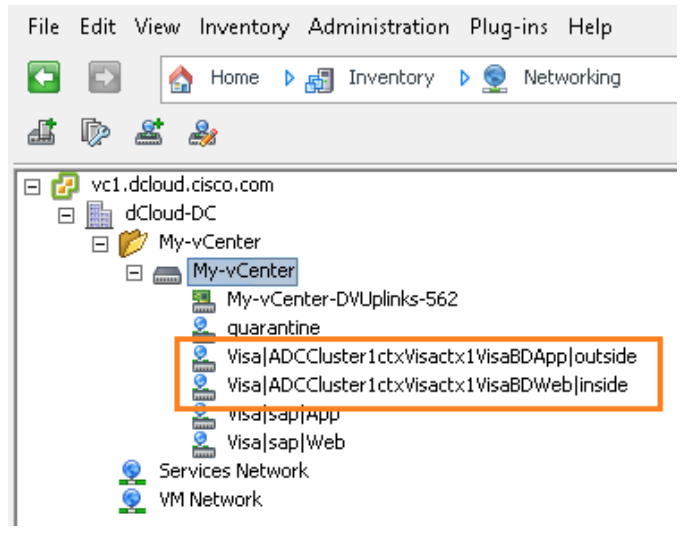 File Edit View Inventory Administration Plug-ins Help
Home Inventory Networking
vc1.dcloud.cisco.com
dCloud-DC
My-vCenter
My-vCenter
My-vCenter-DVUplinks-562
quarantine
Visa|ADCCluster1ctxVisactx1VisaBDApp|outside
Visa|ADCCluster1ctxVisactx1VisaBDWeb|inside
Visa|sap|App
Visa|sap|Web
Services Network
VM Network